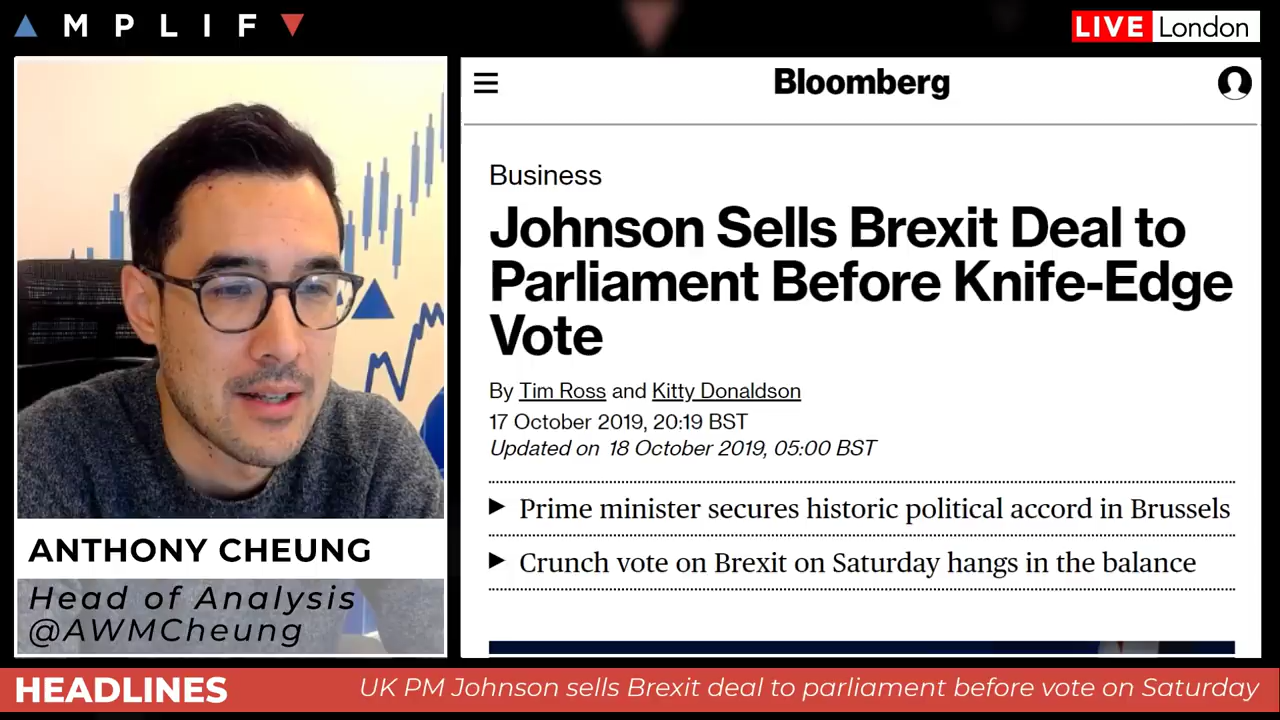 AMPLIFY
LIVE London
Bloomberg
Business
Johnson Sells Brexit Deal to
Parliament Before Knife-Edge
Vote
By Tim Ross and Kitty Donaldson
17 October 2019, 20:19 BST
Updated on 18 October 2019, 05:00 BST
Prime minister secures historic political accord in Brussels
Crunch vote on Brexit on Saturday hangs in the balance
ANTHONY CHEUNG
Head of Analysis
@AWMCheung
HEADLINES UK PM Johnson sells Brexit deal to parliament before vote on Saturday